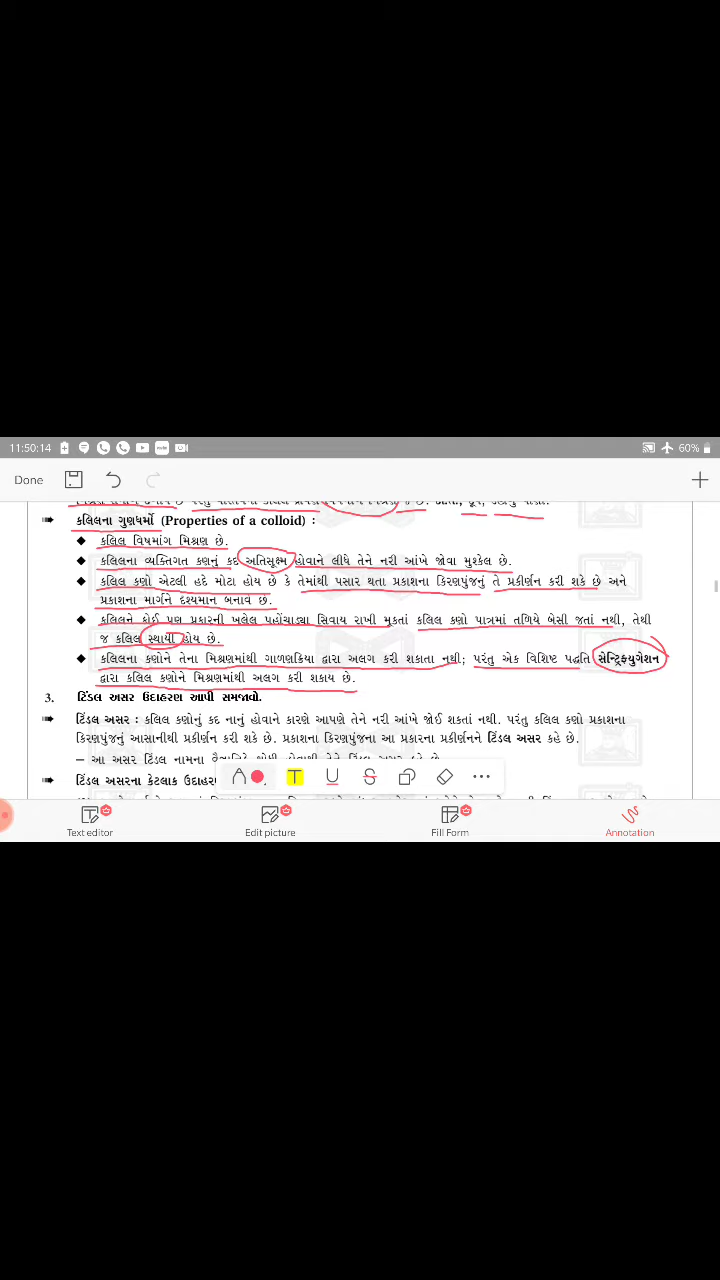 11:50:14
60%
Done
કલિલના ગુણધર્મો (Properties of a colloid) :
કલિલ વિષમાંગ મિશ્રણ છે.
કલિલના વ્યક્તિગત કણનું કદ અતિસૂક્ષ્મ હોવાને લીધે તેને નરી આંખે જોવા મુશ્કેલ છે.
કલિલ કણો એટલી હદે મોટા હોય છે કે તેમાંથી પસાર થતા પ્રકાશના કિરણપુંજનું તે પ્રકીર્ણન કરી શકે છે અને
પ્રકાશના માર્ગને દશ્યમાન બનાવે છે.
કલિલને કોઈ પણ પ્રકારની ખલેલ પહોંચાડ્યા સિવાય રાખી મૂકતાં કલિલ કણો પાત્રમાં તળિયે બેસી જતાં નથી, તેથી
જ કલિલ સ્થાયી હોય છે.
કલિલના કણોને તેના મિશ્રણમાંથી ગાળણક્રિયા દ્વારા અલગ કરી શકાતા નથી; પરંતુ એક વિશિષ્ટ પદ્ધતિ સેન્ટ્રિફ્યુગેશન
દ્વારા કલિલ કણોને મિશ્રણમાંથી અલગ કરી શકાય છે.
3. ટિંડલ અસર ઉદાહરણ આપી સમજાવો.
ટિંડલ અસર : કલિલ કણોનું કદ નાનું હોવાને કારણે આપણે તેને નરી આંખે જોઈ શકતાં નથી. પરંતુ કલિલ કણો પ્રકાશના
કિરણપુંજનું આસાનીથી પ્રકીર્ણન કરી શકે છે. પ્રકાશના કિરણપુંજના આ પ્રકારના પ્રકીર્ણનને ટિંડલ અસર કહે છે.
– આ અસર ટિંડલ નામના
ટિંડલ અસરના કેટલાક
Text editor
Edit picture
Fill Form
Annotation